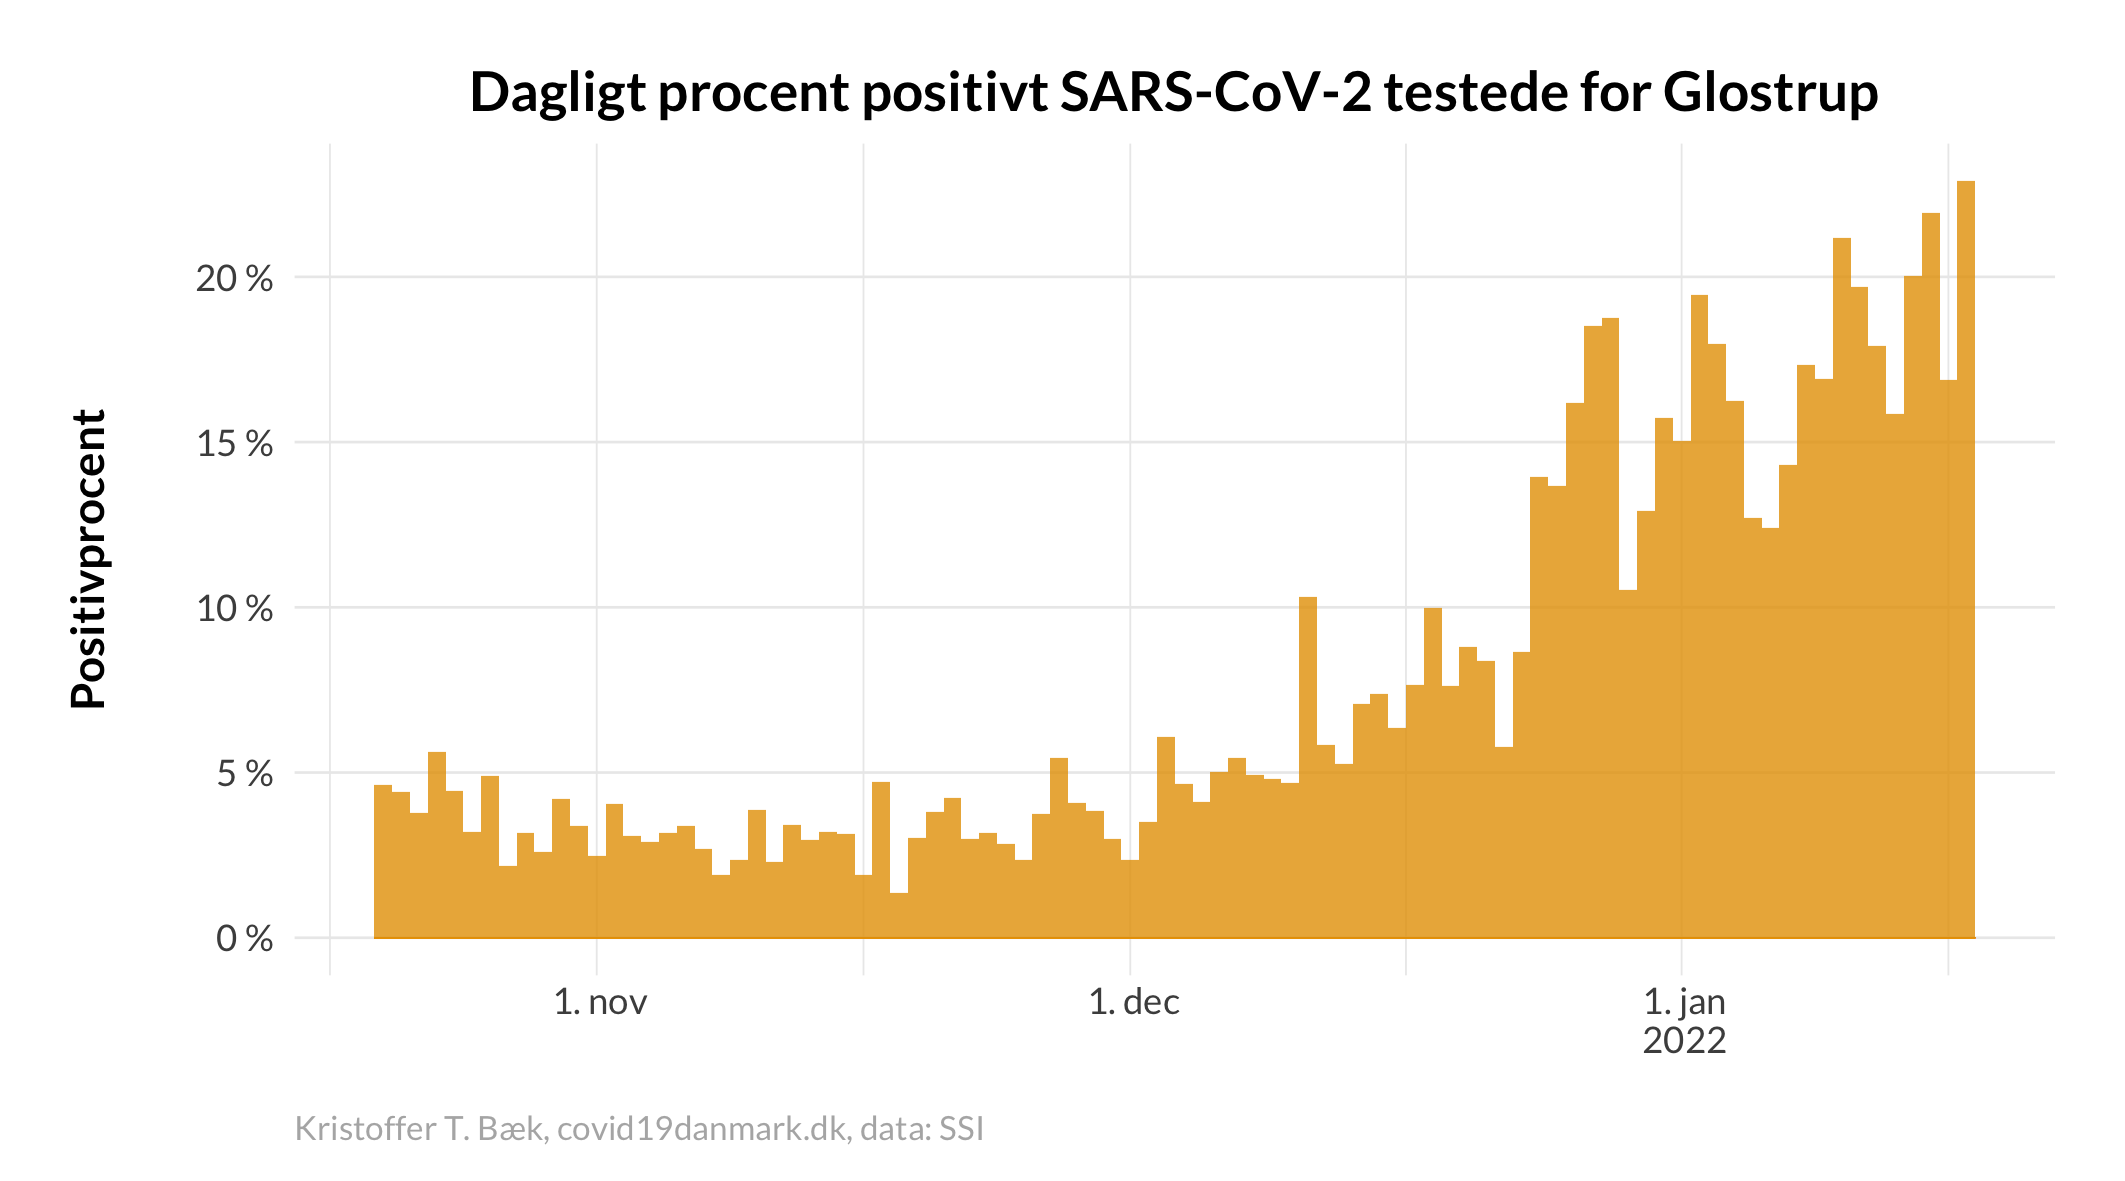 Dagligt procent positivt SARS-CoV-2 testede for Glostrup
Positivprocent
20 %
15 %
10 %
5 %
0 %
1. nov
1. dec
1. jan
2022
Kristoffer T. Bæk, covid19danmark.dk, data: SSI